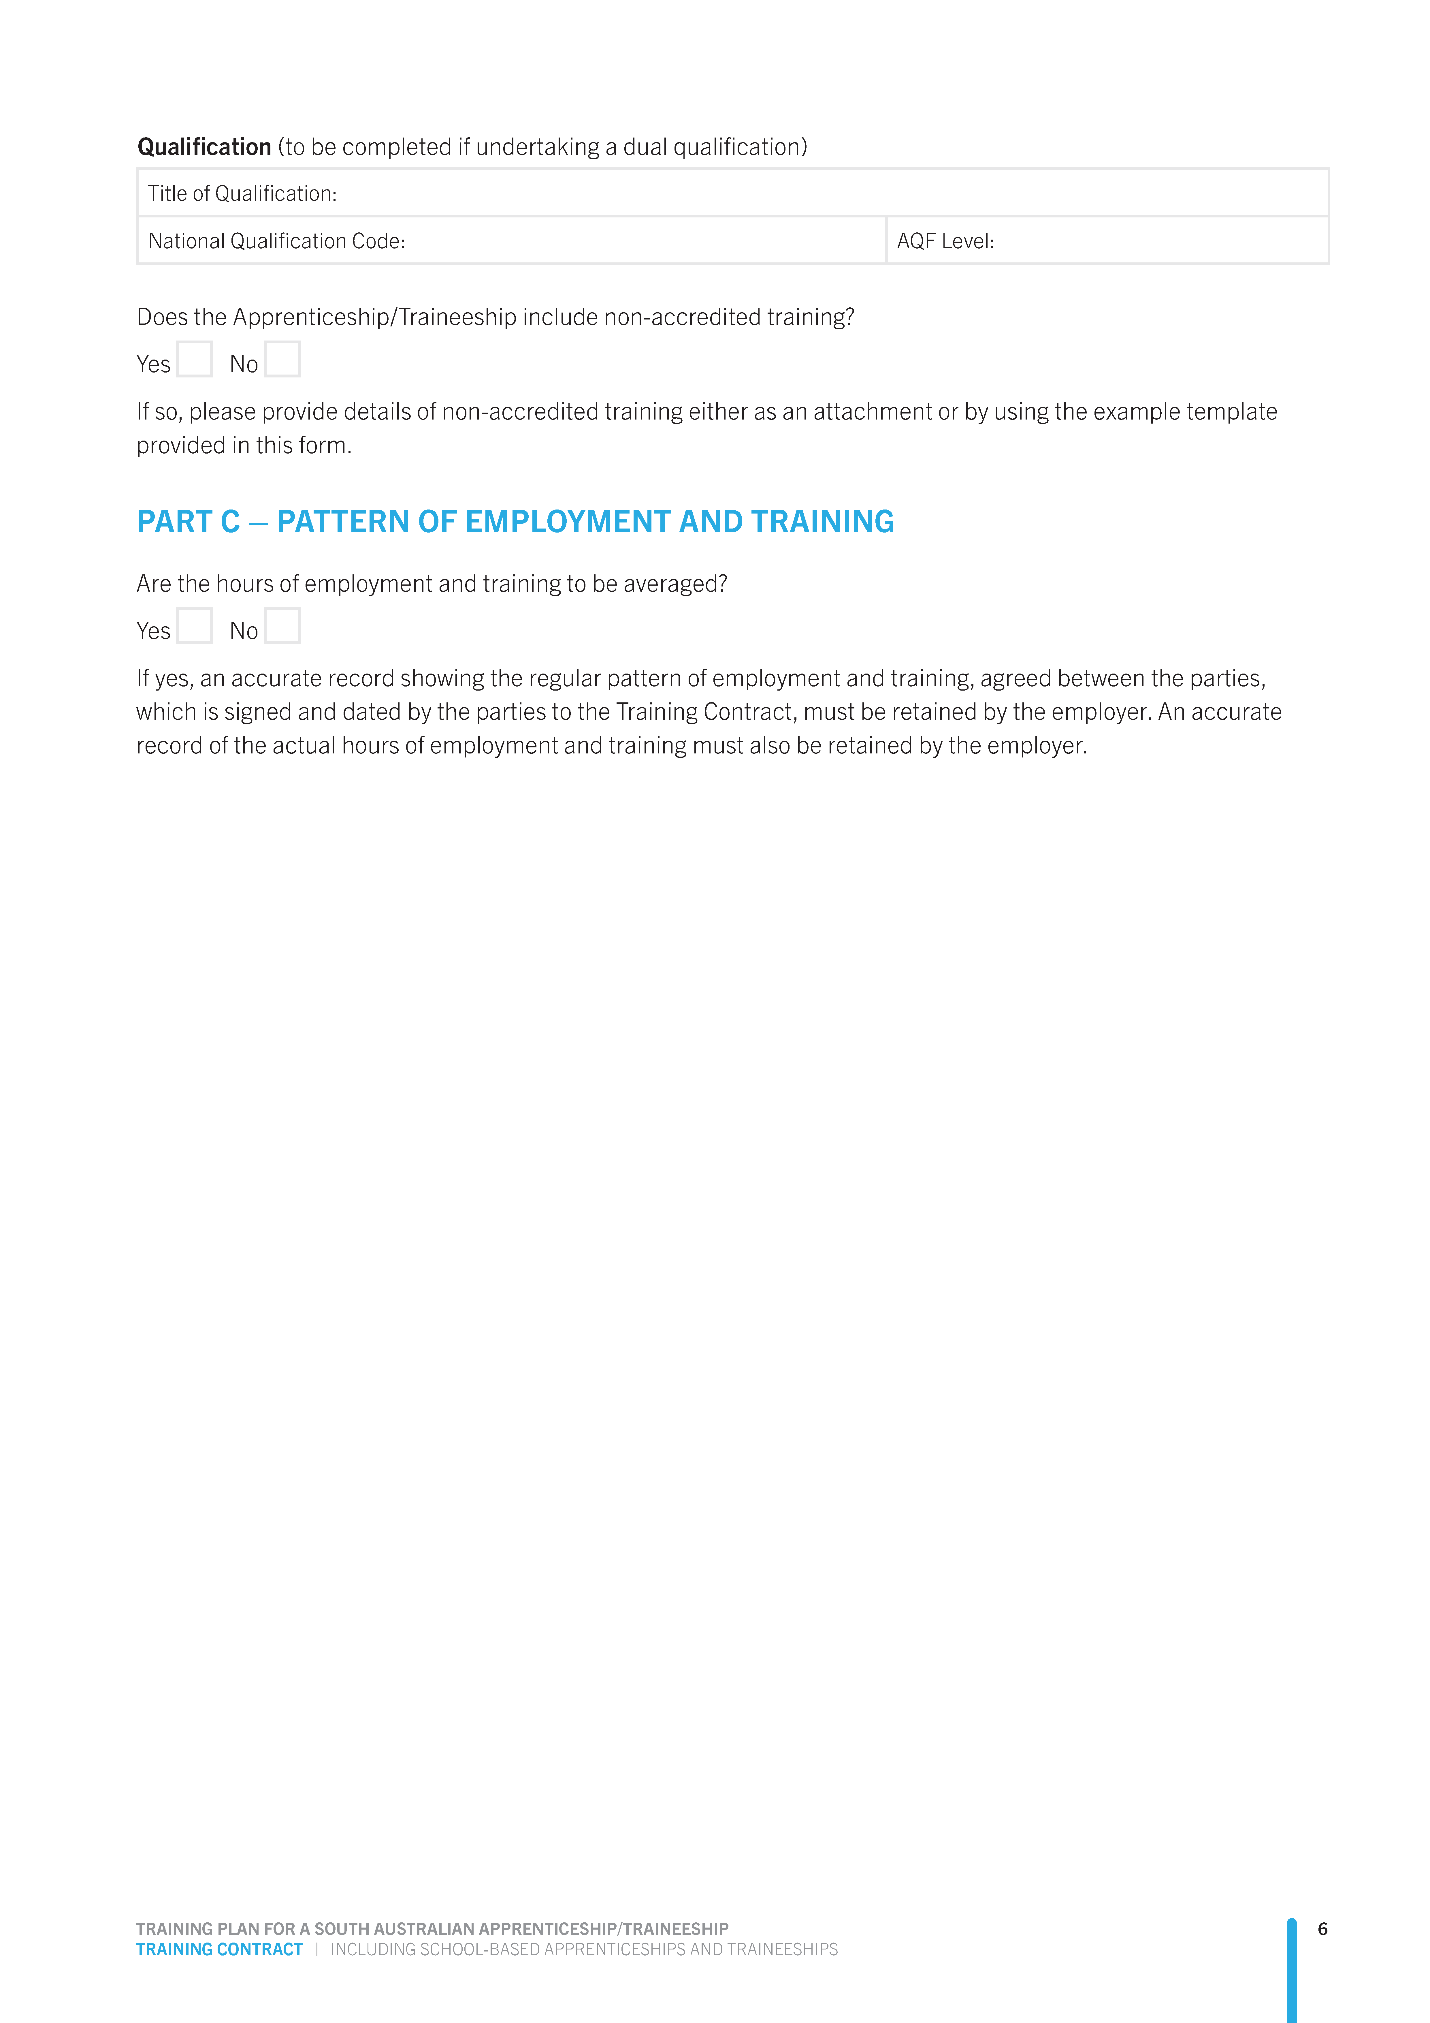 Qualification (to be completed if undertaking a dual qualification)
Title of Qualification:
National Qualification Code:
AQF Level:
Does the Apprenticeship/Traineeship include non-accredited training?
Yes No
If so, please provide details of non-accredited training either as an attachment or by using the example template
provided in this form.
PART C – PATTERN OF EMPLOYMENT AND TRAINING
Are the hours of employment and training to be averaged?
Yes No
If yes, an accurate record showing the regular pattern of employment and training, agreed between the parties,
which is signed and dated by the parties to the Training Contract, must be retained by the employer. An accurate
record of the actual hours of employment and training must also be retained by the employer.
TRAINING PLAN FOR A SOUTH AUSTRALIAN APPRENTICESHIP/TRAINEESHIP
TRAINING CONTRACT | INCLUDING SCHOOL-BASED APPRENTICESHIPS AND TRAINEESHIPS
6